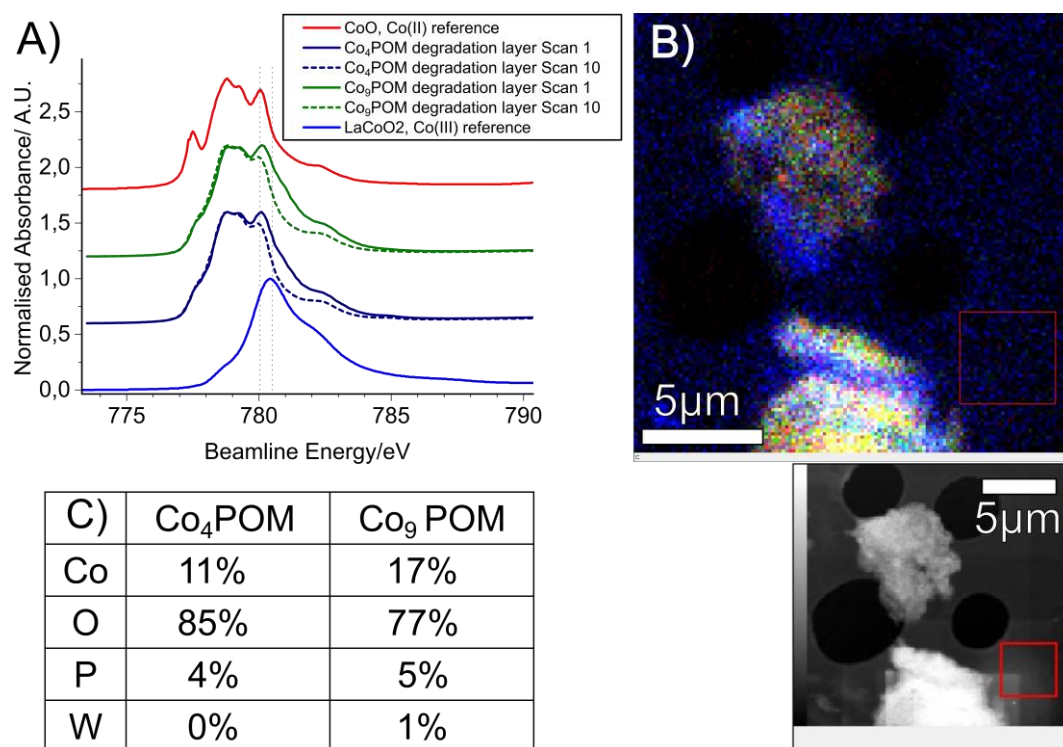 A)
CoO, Co(II) reference
Co₄POM degradation layer Scan 1
Co₄POM degradation layer Scan 10
Co₉POM degradation layer Scan 1
Co₉POM degradation layer Scan 10
LaCoO2, Co(III) reference
Normalised Absorbance/ A.U.
2,5
2,0
1,5
1,0
0,5
0,0
775 780 785 790
Beamline Energy/eV
B)
5μm
5μm
C) Co₄POM Co₉ POM
Co 11% 17%
O 85% 77%
P 4% 5%
W 0% 1%